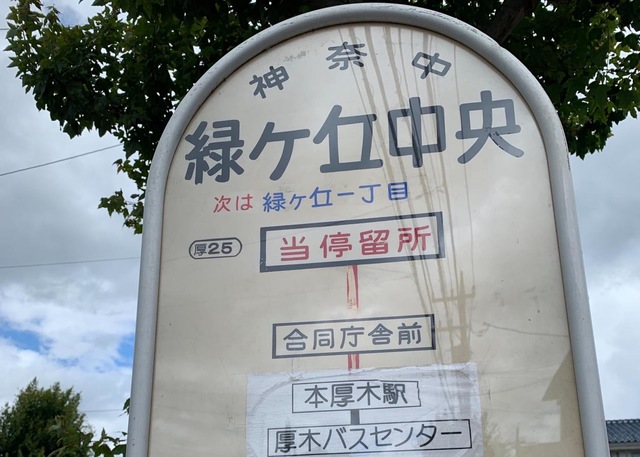 神奈中
緑ヶ丘中央
次は 緑ヶ丘一丁目
厚25
当停留所
合同庁舎前
本厚木駅
厚木バスセンター